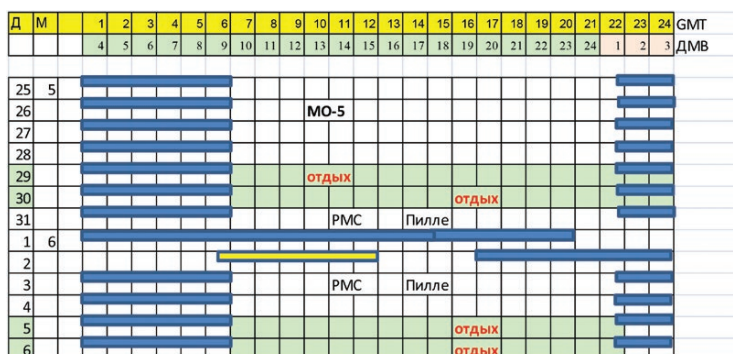 Д М 1 2 3 4 5 6 7 8 9 10 11 12 13 14 15 16 17 18 19 20 21 22 23 24 GMT
4 5 6 7 8 9 10 11 12 13 14 15 16 17 18 19 20 21 22 23 24 1 2 3 ДМВ
25 5
26 МО-5
27
28
29 отдых
30 отдых
31 РМС Пилле
1 6
2
3 РМС Пилле
4
5 отдых
6 отдых